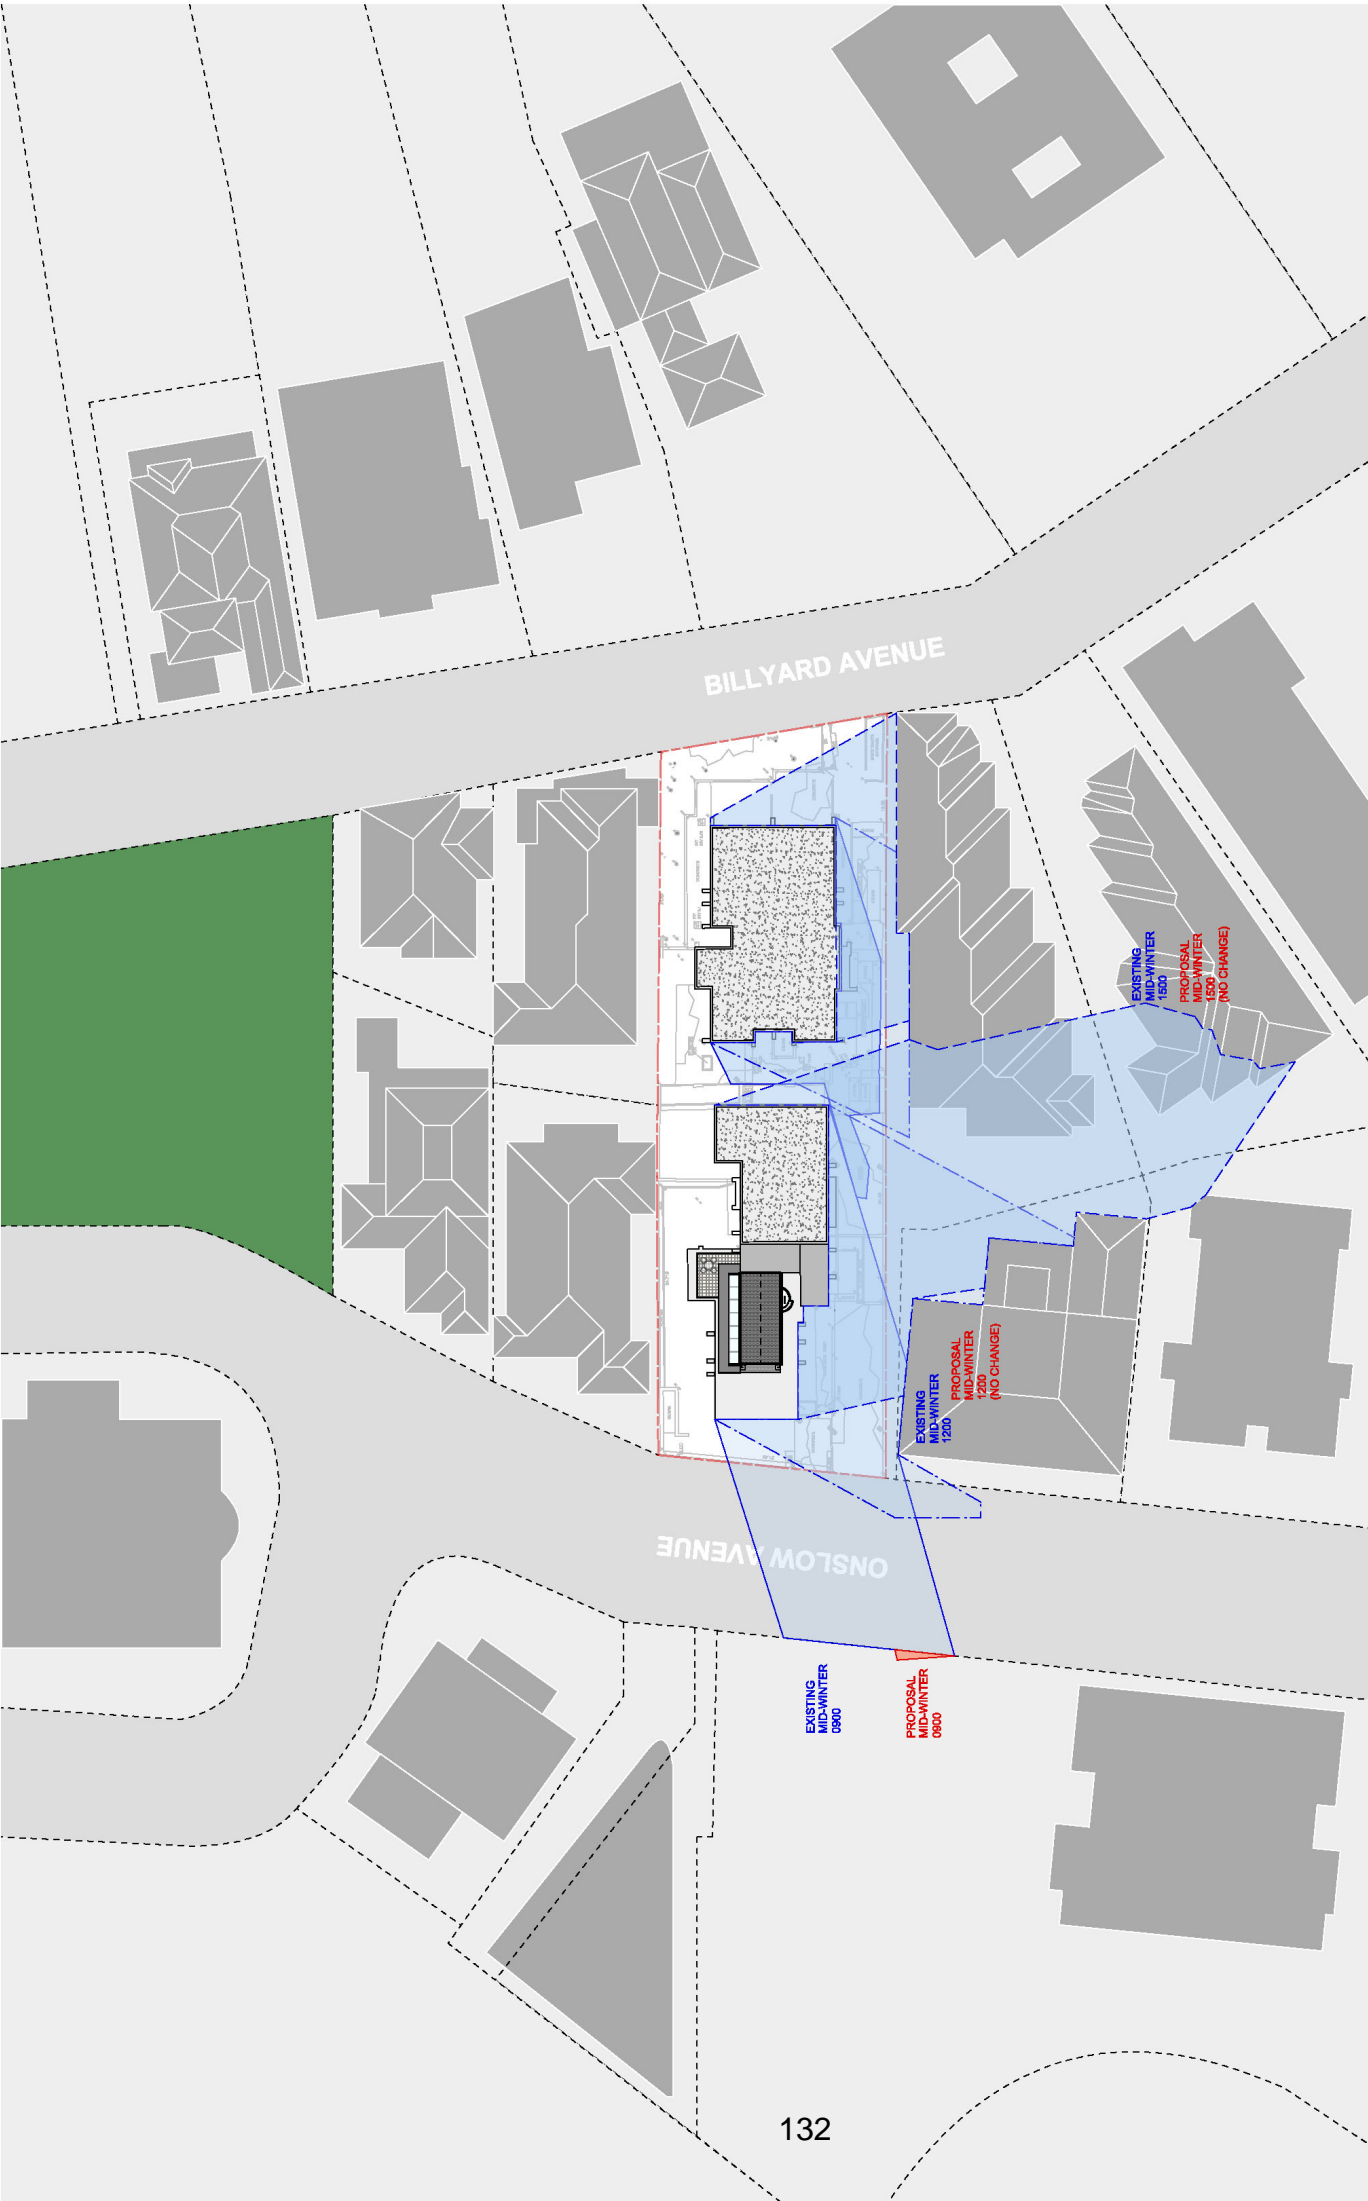 BILLYARD AVENUE
EXISTING
MID-WINTER
1500
PROPOSAL
MID-WINTER
1500
(NO CHANGE)
PROPOSAL
MID-WINTER
1200
(NO CHANGE)
EXISTING
MID-WINTER
1200
ONSLOW AVENUE
EXISTING
MID-WINTER
0900
PROPOSAL
MID-WINTER
0900
132